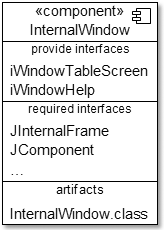 «component»
InternalWindow
provide interfaces
iWindowTableScreen
iWindowHelp
required interfaces
JInternalFrame
JComponent
...
artifacts
InternalWindow.class